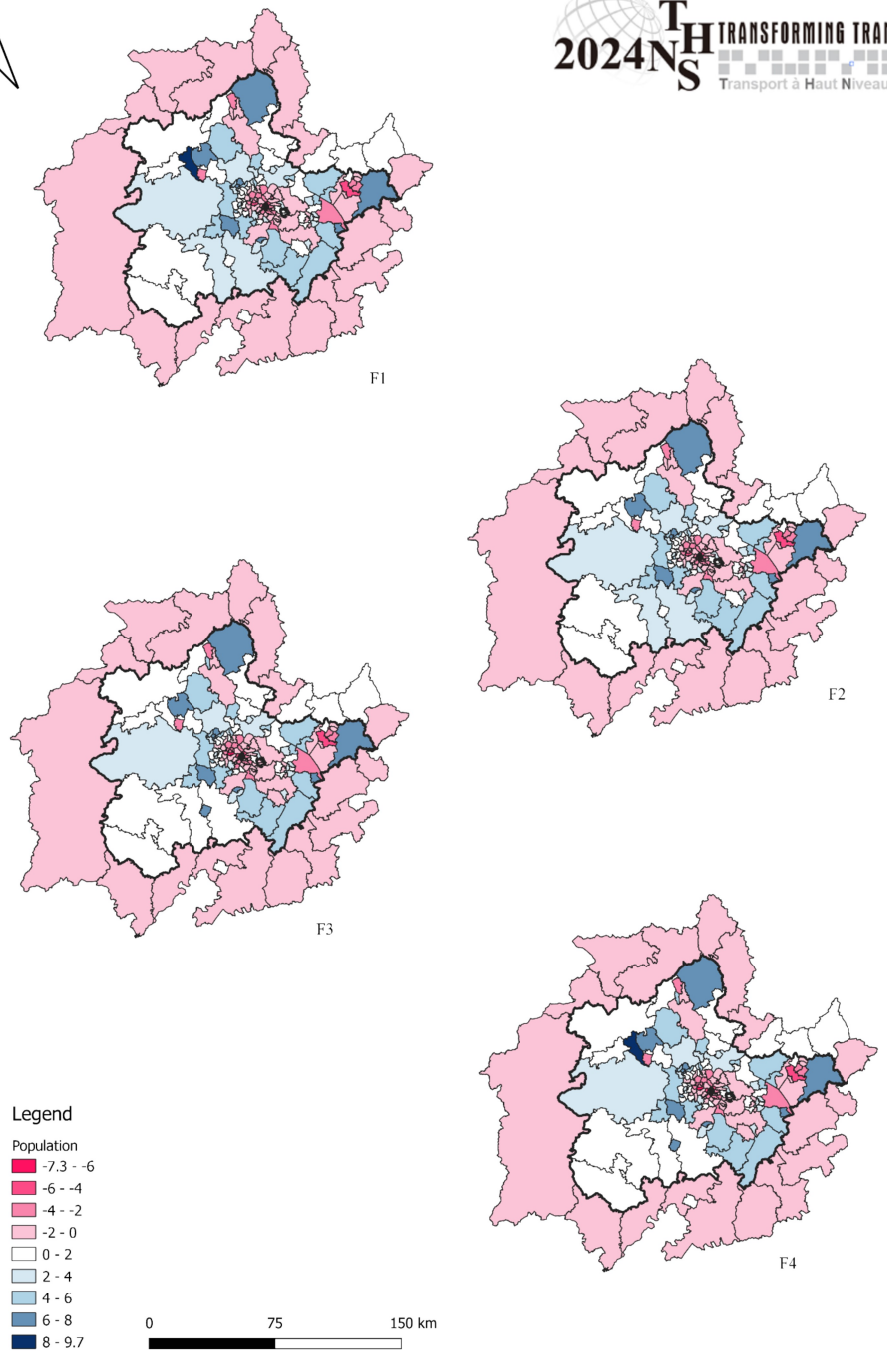 2024
THNS
TRANSFORMING TRAN
Transport à Haut Niveau
F1
F2
F3
F4
Legend
Population
-7.3 - -6
-6 - -4
-4 - -2
-2 - 0
0 - 2
2 - 4
4 - 6
6 - 8
8 - 9.7
0 75 150 km